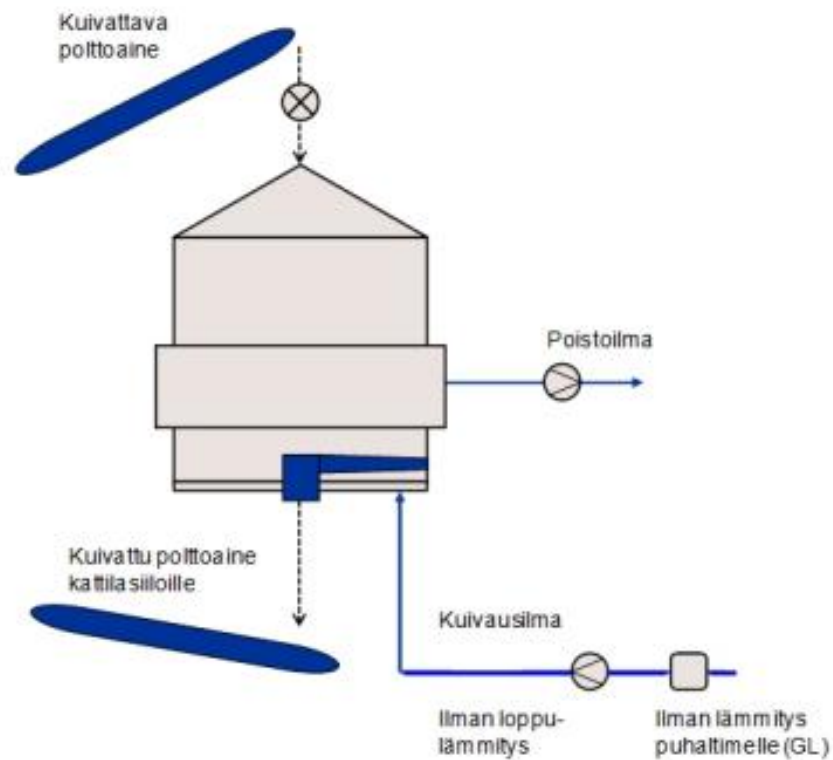 Kuivattava
polttoaine
Poistoilma
Kuivattu polttoaine
kattilasiiloille
Kuivausilma
Ilman loppu-
lämmitys
Ilman lämmitys
puhaltimelle (GL)